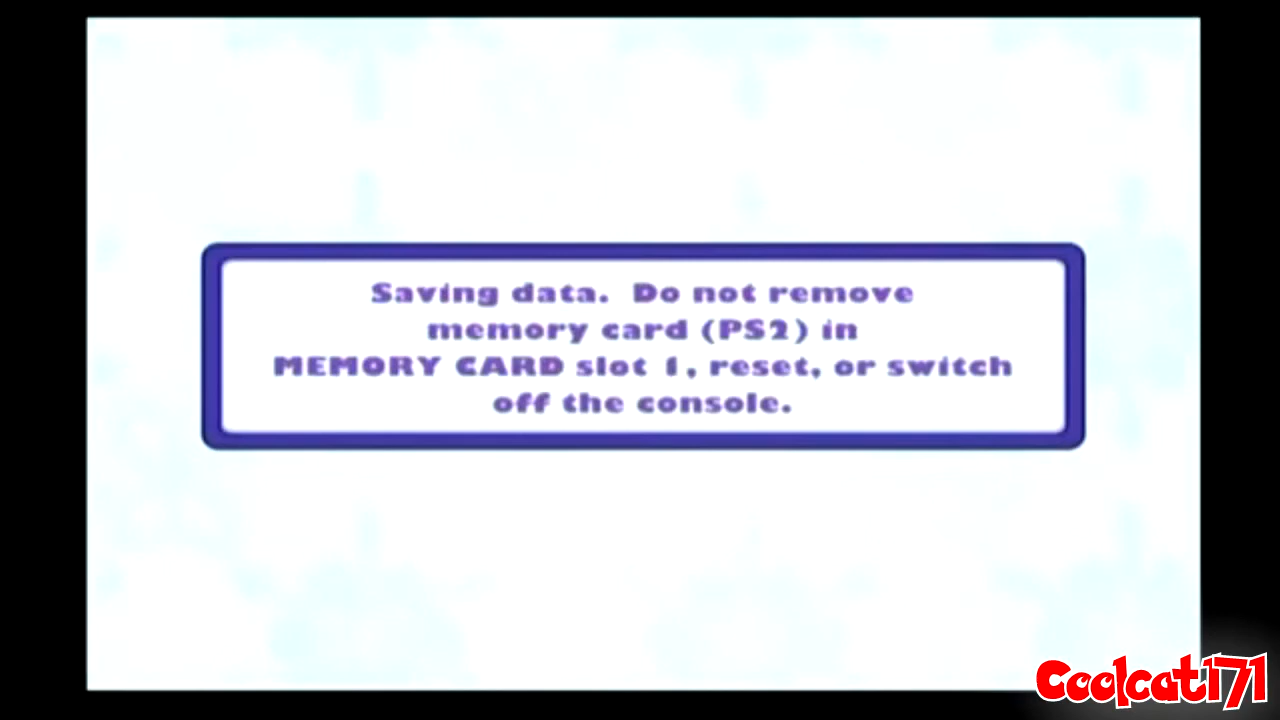 Saving data.  Do not remove
memory card (PS2) in
MEMORY CARD slot 1, reset, or switch
off the console.
Coolcat171